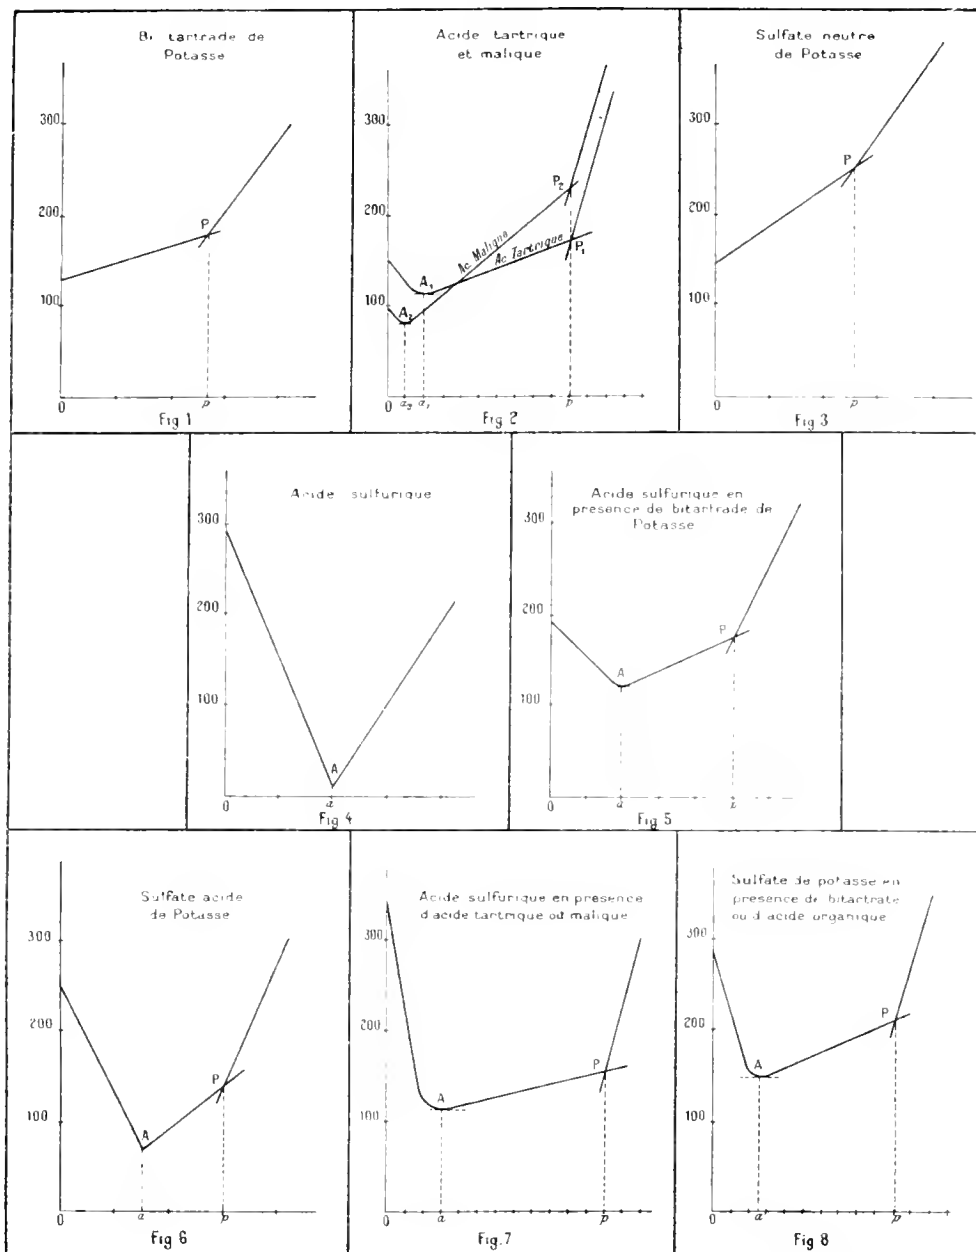 Bi tartrade de
Potasse
300
200
100
P
0
p
Fig 1
Acide tartrique
et malique
300
200
100
P2
P1
Ac. Maligne
Ac Tartrique
A1
A2
0
a2
a1
p
Fig 2
Sulfate neutre
de Potasse
300
200
100
P
0
p
Fig 3
Acide sulfurique
300
200
100
A
0
a
Fig 4
Acide sulfurique en
présence de bitartrade de
Potasse
300
200
100
A
P
0
a
Fig 5
Sulfate acide
de Potasse
300
200
100
A
P
0
a
p
Fig 6
Acide sulfurique en présence
d'acide tartrique ou malique
300
200
100
A
P
0
a
p
Fig. 7
Sulfate de potasse en
présence de bitartrate
ou d acide organique
300
200
100
A
P
0
a
p
Fig 8